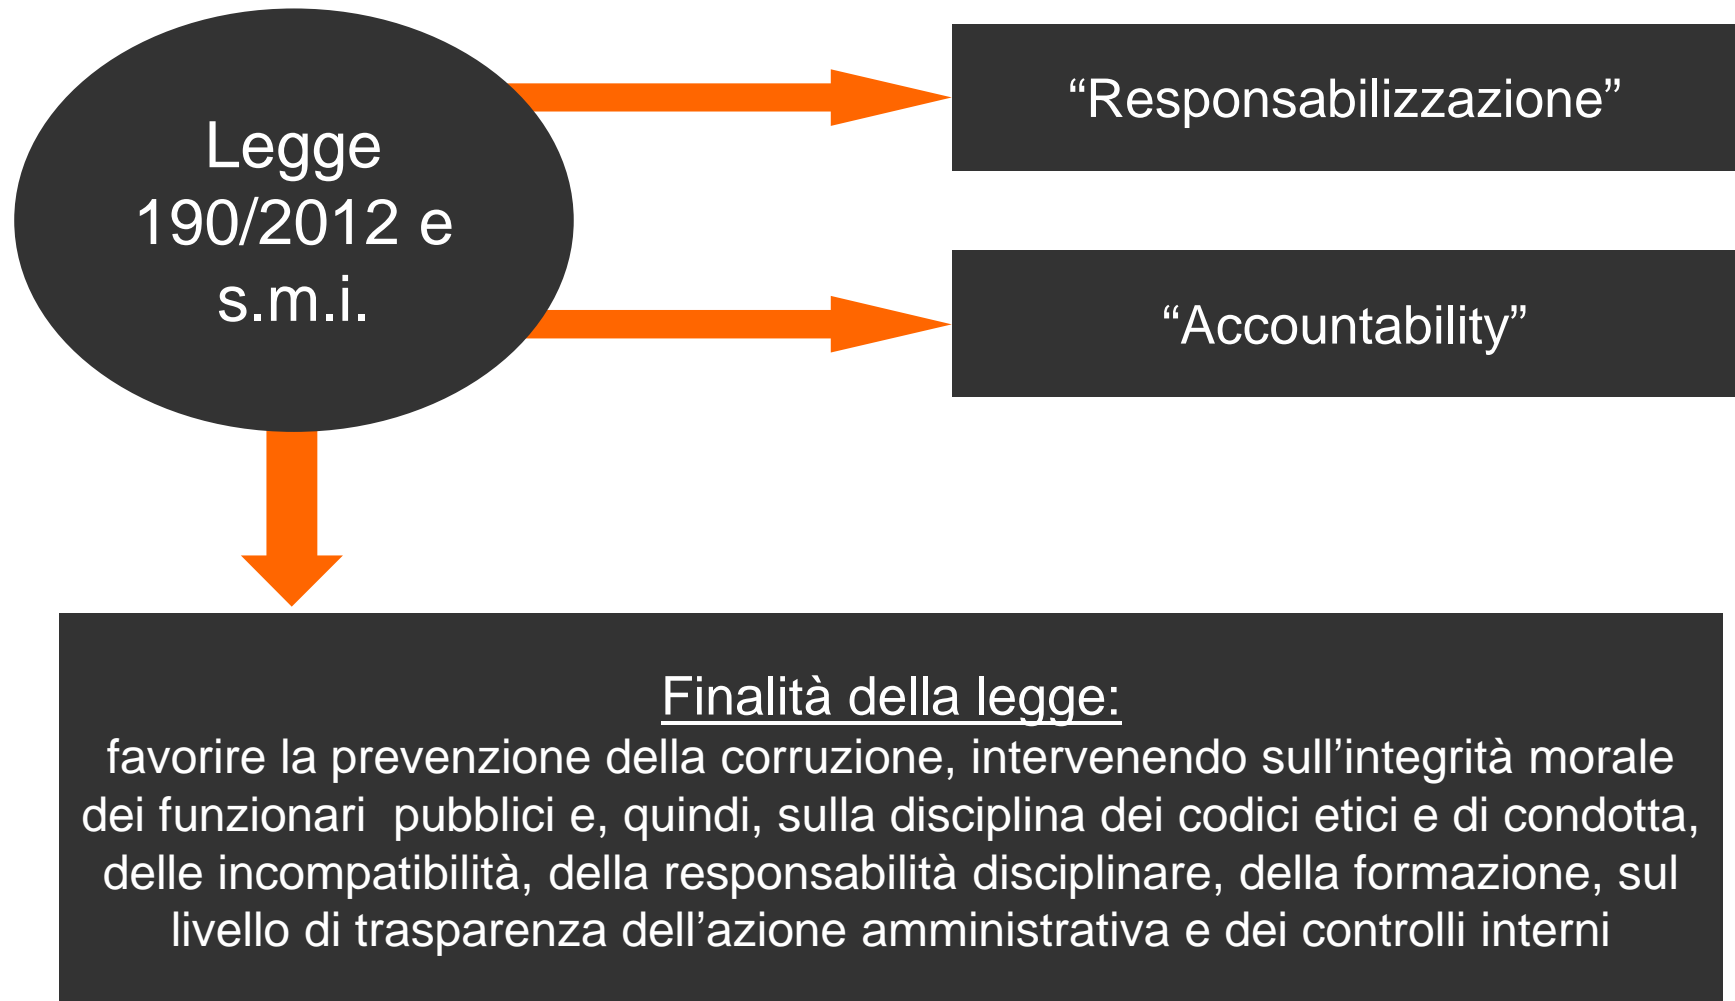 Legge
190/2012 e
s.m.i.
“Responsabilizzazione”
“Accountability”
Finalità della legge:
favorire la prevenzione della corruzione, intervenendo sull’integrità morale
dei funzionari  pubblici e, quindi, sulla disciplina dei codici etici e di condotta,
delle incompatibilità, della responsabilità disciplinare, della formazione, sul
livello di trasparenza dell’azione amministrativa e dei controlli interni